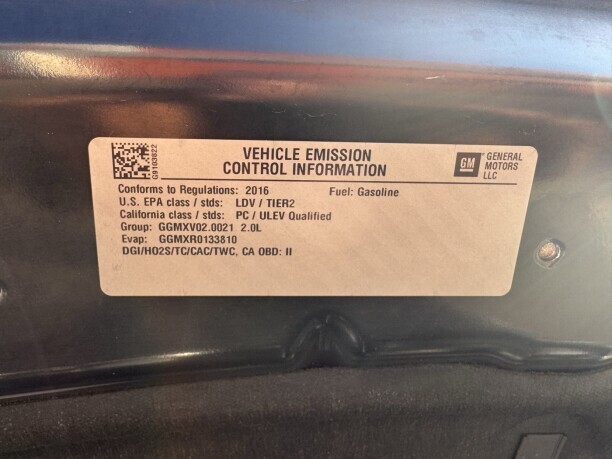 G9103822
VEHICLE EMISSION
CONTROL INFORMATION
GM GENERAL
MOTORS
LLC
Conforms to Regulations: 2016 Fuel: Gasoline
U.S. EPA class / stds: LDV / TIER2
California class / stds: PC / ULEV Qualified
Group: GGMXV02.0021 2.0L
Evap: GGMXR0133810
DGI/HO2S/TC/CAC/TWC, CA OBD: II